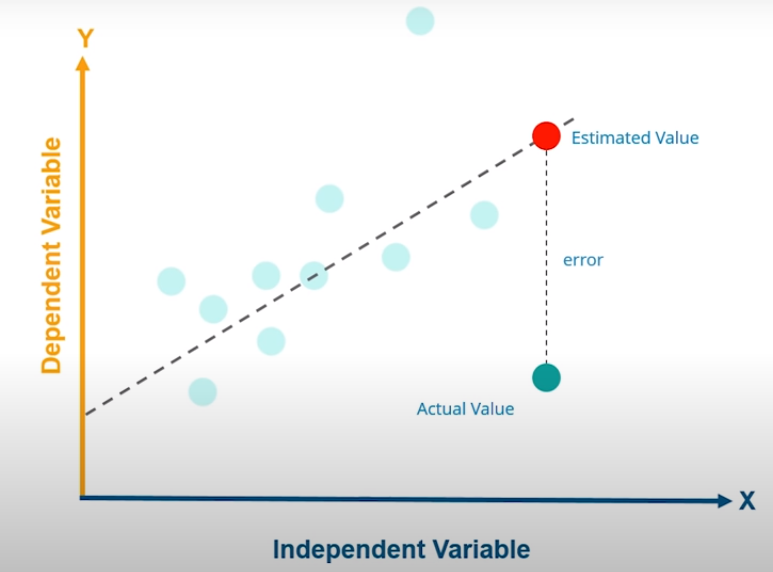 Y
Estimated Value
Dependent Variable
error
Actual Value
X
Independent Variable